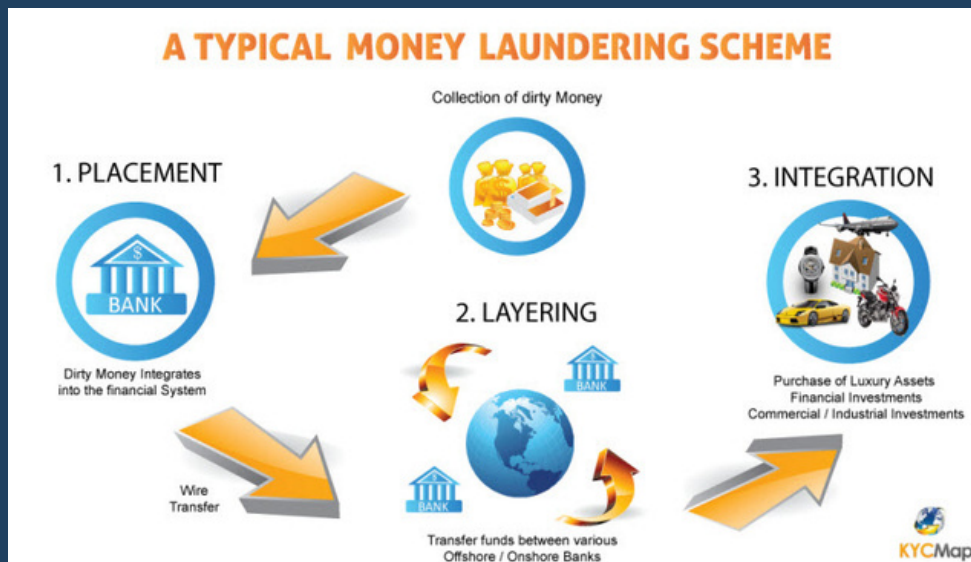 A TYPICAL MONEY LAUNDERING SCHEME
Collection of dirty Money
1. PLACEMENT
$
BANK
Dirty Money Integrates
into the financial System
Wire
Transfer
2. LAYERING
BANK
BANK
Transfer funds between various
Offshore / Onshore Banks
3. INTEGRATION
Purchase of Luxury Assets
Financial Investments
Commercial / Industrial Investments
KYCMap